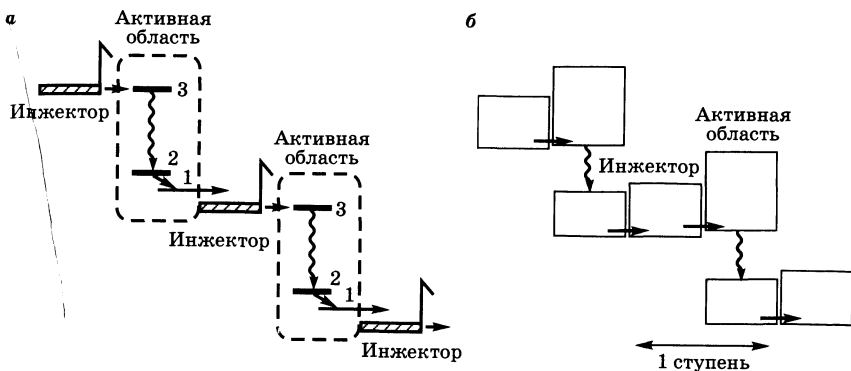 а
Активная
область
3
Инжектор
2
1
Активная
область
3
Инжектор
2
1
Инжектор
б
Активная
область
Инжектор
1 ступень